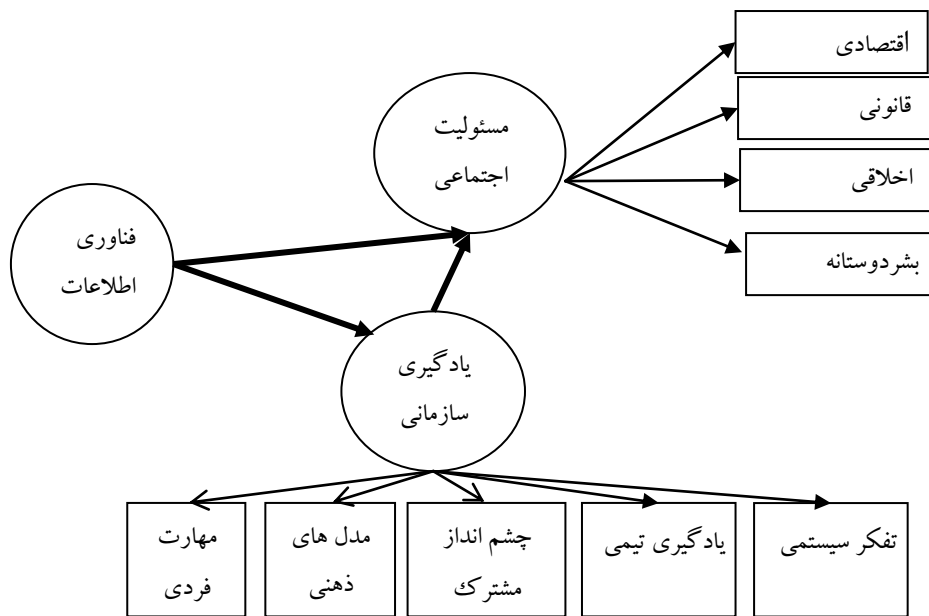 اقتصادی
قانونی
اخلاقی
بشردوستانه
مسئولیت
اجتماعی
فناوری
اطلاعات
یادگیری
سازمانی
تفکر سیستمی
یادگیری تیمی
چشم انداز
مشترک
مدل های
ذهنی
مهارت
فردی